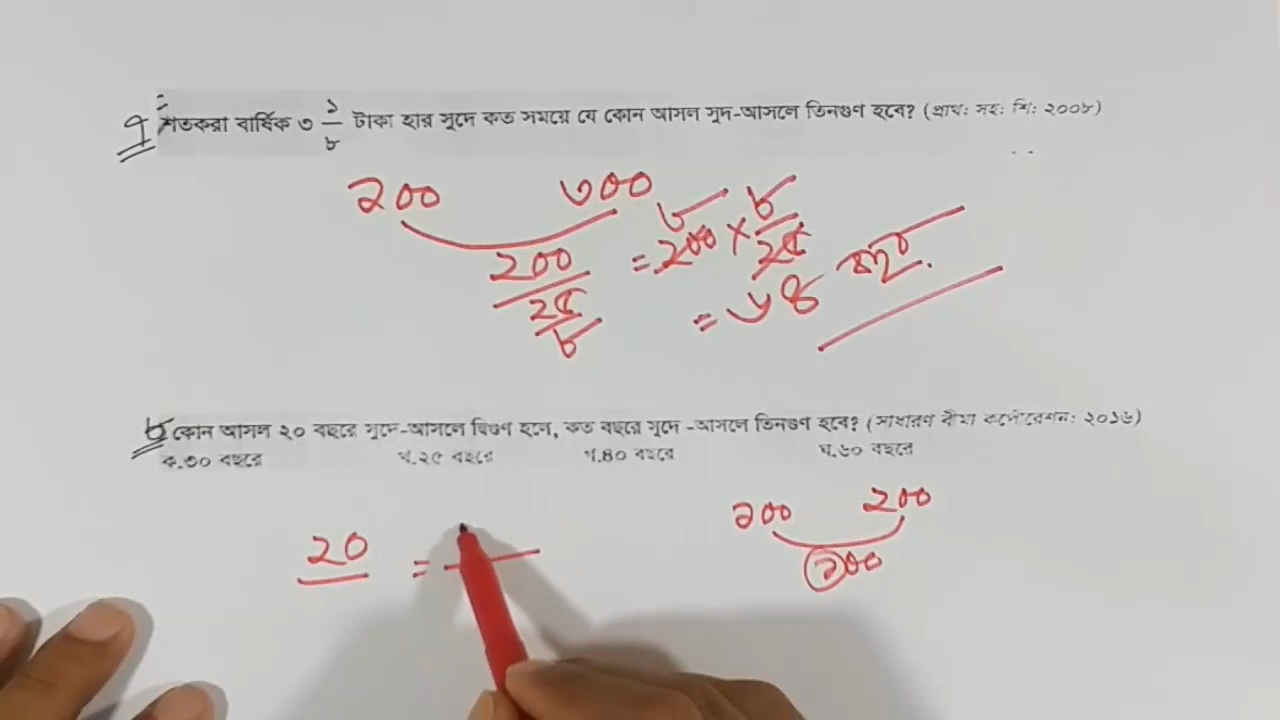 ৭ শতকরা বার্ষিক ৩ ১/৮ টাকা হার সুদে কত সময়ে যে কোন আসল সুদ-আসলে তিনগুণ হবে? (প্রাথ: সহ: শি: ২০০৮)
২০০ ৩০০
২০০/২৫/৮ = ২০০ × ৮/২৫
= ৬৪ বছর.
৮ কোন আসল ২০ বছরে সুদে-আসলে দ্বিগুণ হলে, কত বছরে সুদে -আসলে তিনগুণ হবে? (সাধারণ বীমা কর্পোরেশন: ২০১৬)
ক.৩০ বছরে খ.২৫ বছরে গ.৪০ বছরে ঘ.৬০ বছরে
১০০ ২০০
১০০
২০ =